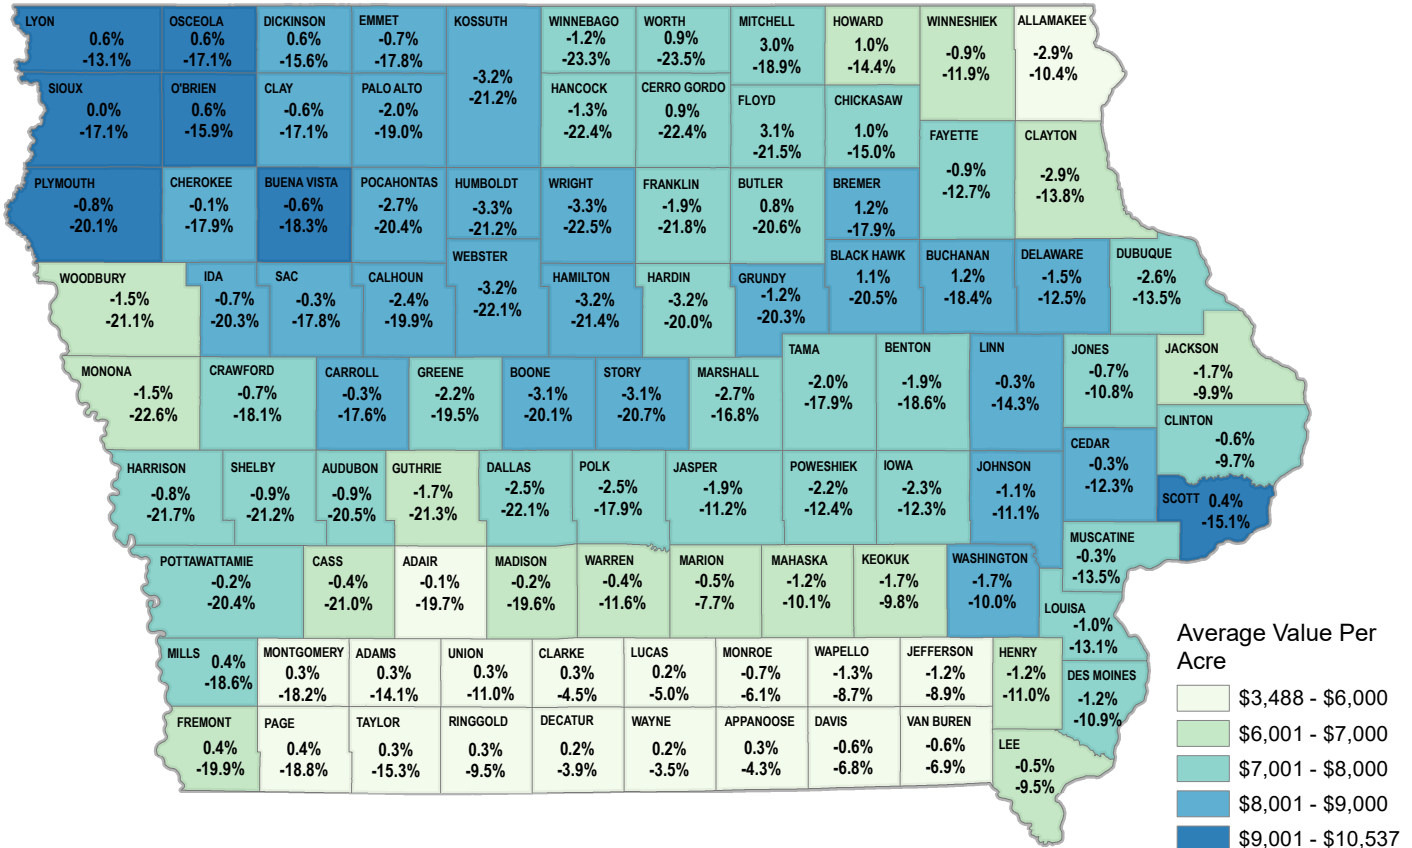 LYON
0.6%
-13.1%
OSCEOLA
0.6%
-17.1%
DICKINSON
0.6%
-15.6%
EMMET
-0.7%
-17.8%
KOSSUTH
-3.2%
-21.2%
WINNEBAGO
-1.2%
-23.3%
WORTH
0.9%
-23.5%
MITCHELL
3.0%
-18.9%
HOWARD
1.0%
-14.4%
WINNESHIEK
-0.9%
-11.9%
ALLAMAKEE
-2.9%
-10.4%
SIOUX
0.0%
-17.1%
O'BRIEN
0.6%
-15.9%
CLAY
-0.6%
-17.1%
PALO ALTO
-2.0%
-19.0%
HANCOCK
-1.3%
-22.4%
CERRO GORDO
0.9%
-22.4%
FLOYD
3.1%
-21.5%
CHICKASAW
1.0%
-15.0%
FAYETTE
-0.9%
-12.7%
CLAYTON
-2.9%
-13.8%
PLYMOUTH
-0.8%
-20.1%
CHEROKEE
-0.1%
-17.9%
BUENA VISTA
-0.6%
-18.3%
POCAHONTAS
-2.7%
-20.4%
HUMBOLDT
-3.3%
-21.2%
WRIGHT
-3.3%
-22.5%
FRANKLIN
-1.9%
-21.8%
BUTLER
0.8%
-20.6%
BREMER
1.2%
-17.9%
WOODBURY
-1.5%
-21.1%
IDA
-0.7%
-20.3%
SAC
-0.3%
-17.8%
CALHOUN
-2.4%
-19.9%
WEBSTER
-3.2%
-22.1%
HAMILTON
-3.2%
-21.4%
HARDIN
-3.2%
-20.0%
GRUNDY
-1.2%
-20.3%
BLACK HAWK
1.1%
-20.5%
BUCHANAN
1.2%
-18.4%
DELAWARE
-1.5%
-12.5%
DUBUQUE
-2.6%
-13.5%
MONONA
-1.5%
-22.6%
CRAWFORD
-0.7%
-18.1%
CARROLL
-0.3%
-17.6%
GREENE
-2.2%
-19.5%
BOONE
-3.1%
-20.1%
STORY
-3.1%
-20.7%
MARSHALL
-2.7%
-16.8%
TAMA
-2.0%
-17.9%
BENTON
-1.9%
-18.6%
LINN
-0.3%
-14.3%
JONES
-0.7%
-10.8%
JACKSON
-1.7%
-9.9%
CLINTON
-0.6%
-9.7%
HARRISON
-0.8%
-21.7%
SHELBY
-0.9%
-21.2%
AUDUBON
-0.9%
-20.5%
GUTHRIE
-1.7%
-21.3%
DALLAS
-2.5%
-22.1%
POLK
-2.5%
-17.9%
JASPER
-1.9%
-11.2%
POWESHIEK
-2.2%
-12.4%
IOWA
-2.3%
-12.3%
JOHNSON
-1.1%
-11.1%
CEDAR
-0.3%
-12.3%
SCOTT 0.4%
-15.1%
MUSCATINE
-0.3%
-13.5%
POTTAWATTAMIE
-0.2%
-20.4%
CASS
-0.4%
-21.0%
ADAIR
-0.1%
-19.7%
MADISON
-0.2%
-19.6%
WARREN
-0.4%
-11.6%
MARION
-0.5%
-7.7%
MAHASKA
-1.2%
-10.1%
KEOKUK
-1.7%
-9.8%
WASHINGTON
-1.7%
-10.0%
LOUISA
-1.0%
-13.1%
MILLS 0.4%
-18.6%
MONTGOMERY
0.3%
-18.2%
ADAMS
0.3%
-14.1%
UNION
0.3%
-11.0%
CLARKE
0.3%
-4.5%
LUCAS
0.2%
-5.0%
MONROE
-0.7%
-6.1%
WAPELLO
-1.3%
-8.7%
JEFFERSON
-1.2%
-8.9%
HENRY
-1.2%
-11.0%
DES MOINES
-1.2%
-10.9%
FREMONT
0.4%
-19.9%
PAGE
0.4%
-18.8%
TAYLOR
0.3%
-15.3%
RINGGOLD
0.3%
-9.5%
DECATUR
0.2%
-3.9%
WAYNE
0.2%
-3.5%
APPANOOSE
0.3%
-4.3%
DAVIS
-0.6%
-6.8%
VAN BUREN
-0.6%
-6.9%
LEE
-0.5%
-9.5%
Average Value Per
Acre
$3,488 - $6,000
$6,001 - $7,000
$7,001 - $8,000
$8,001 - $9,000
$9,001 - $10,537